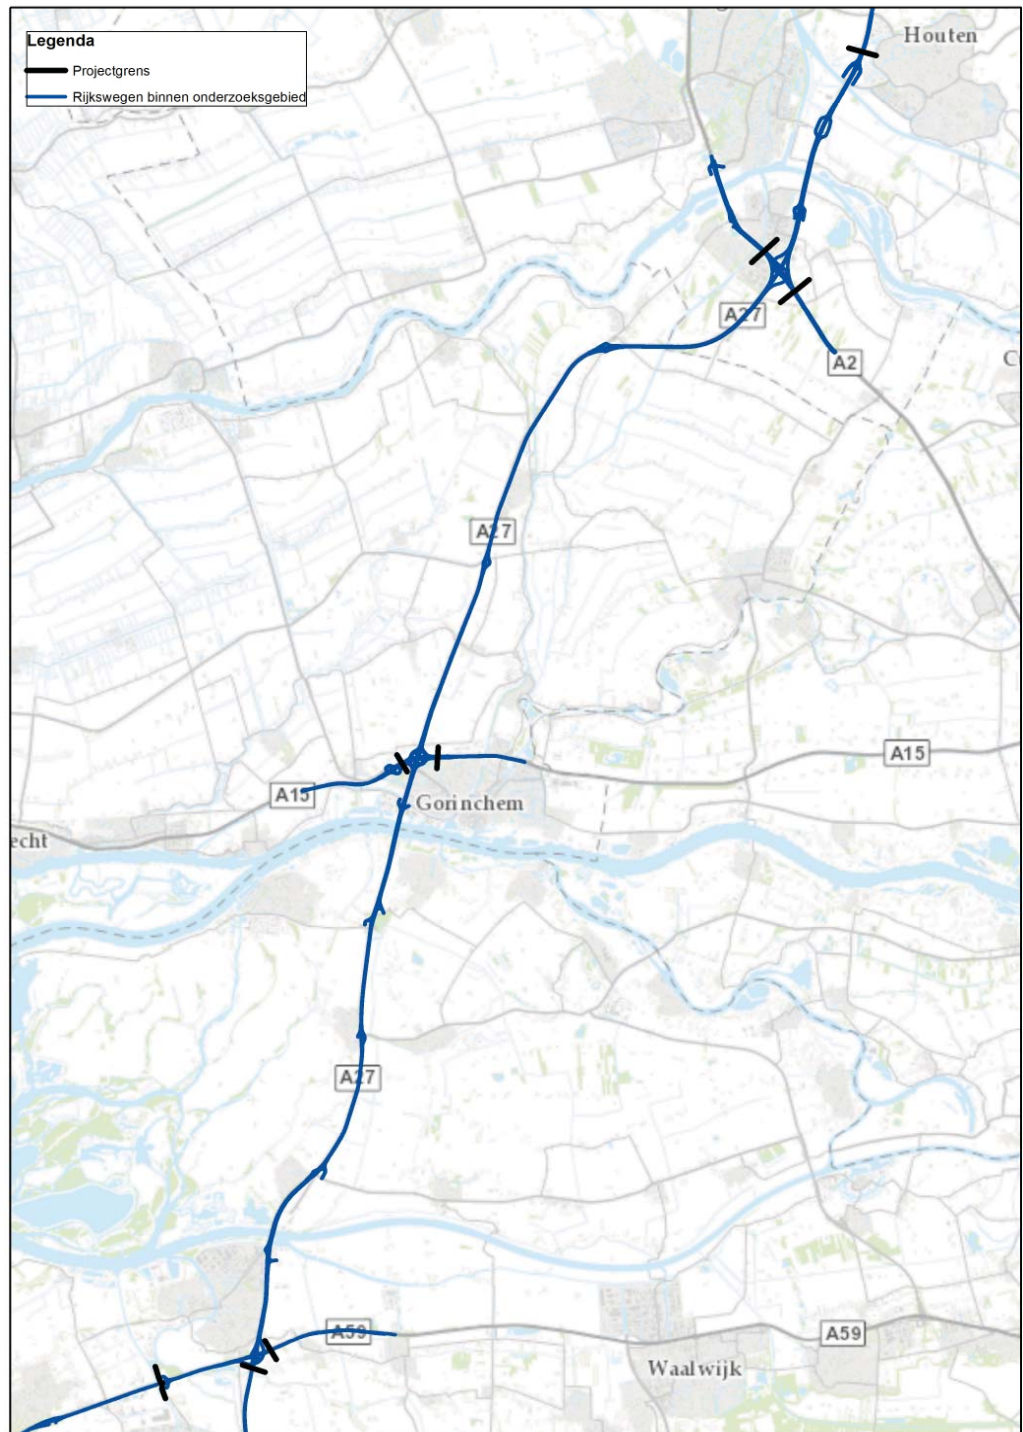 Legenda
Projectgrens
Rijkswegen binnen onderzoeksgebied
Houten
A27
A2
A27
A15
A15
Gorinchem
echt
A27
A59
A59
Waalwijk